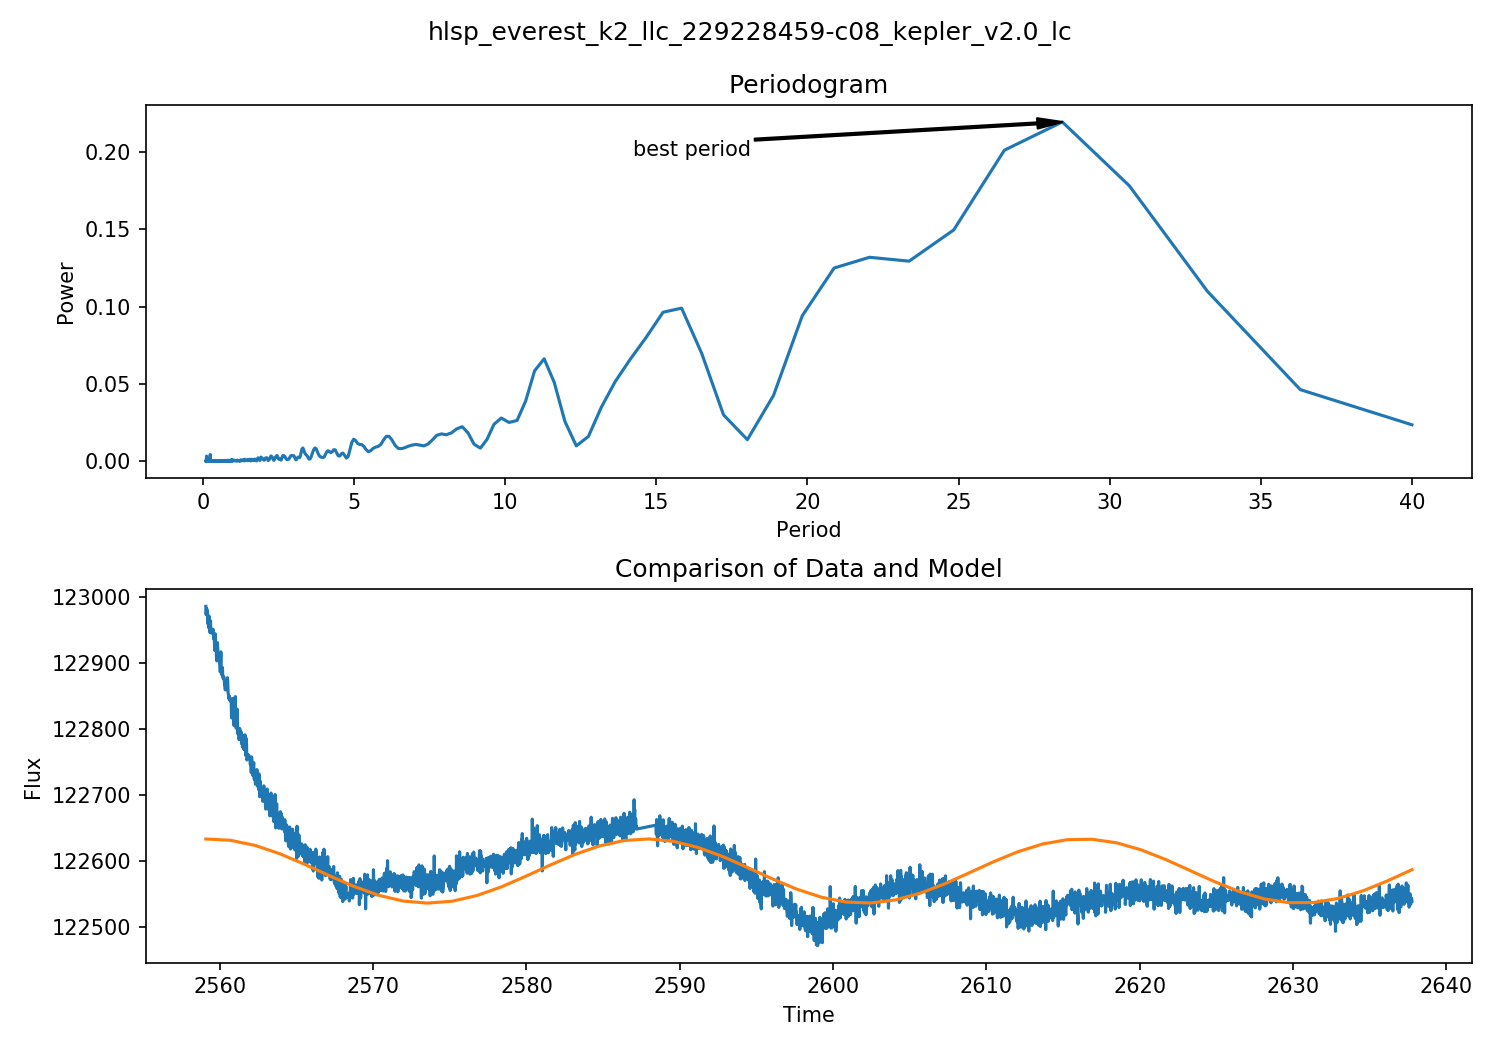 hlsp_everest_k2_llc_229228459-c08_kepler_v2.0_lc
Periodogram
best period
Power
0.20
0.15
0.10
0.05
0.00
0 5 10 15 20 25 30 35 40
Period
Comparison of Data and Model
Flux
123000
122900
122800
122700
122600
122500
2560 2570 2580 2590 2600 2610 2620 2630 2640
Time